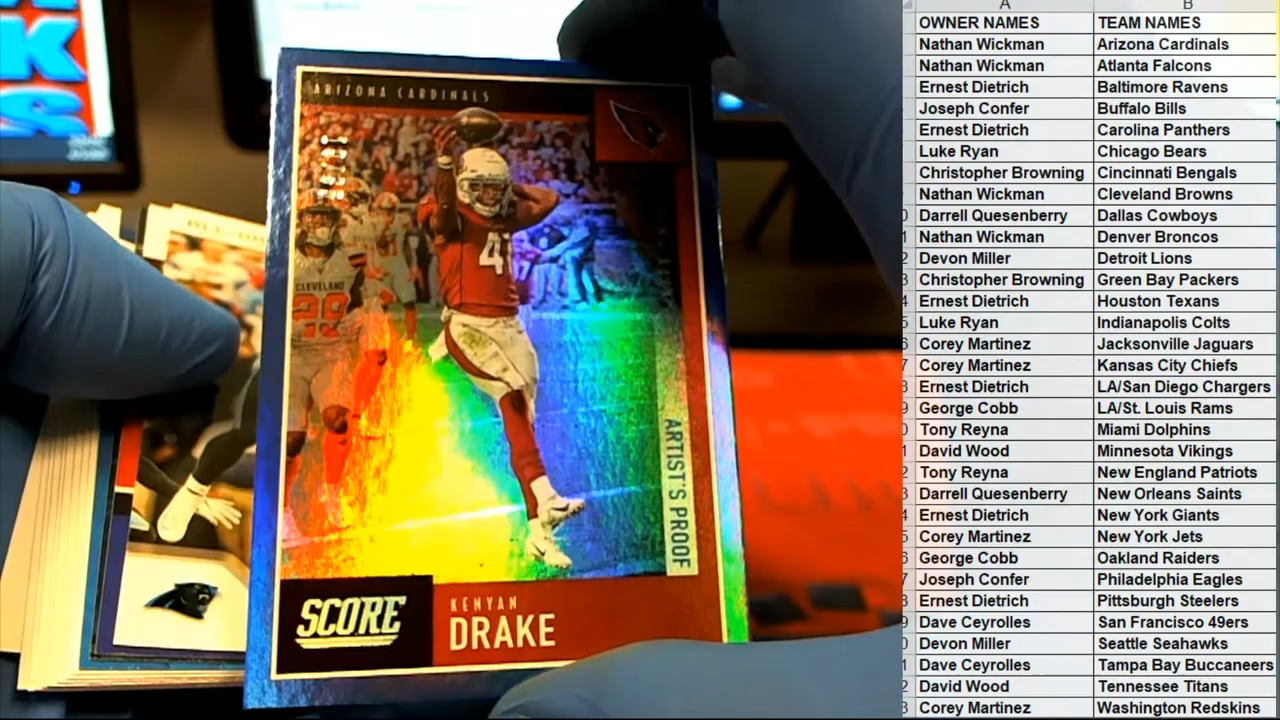 ARIZONA CARDINALS
CLEVELAND
28
4
ARTIST'S PROOF
SCORE
KENYAN
DRAKE
A B
OWNER NAMES TEAM NAMES
Nathan Wickman Arizona Cardinals
Nathan Wickman Atlanta Falcons
Ernest Dietrich Baltimore Ravens
Joseph Confer Buffalo Bills
Ernest Dietrich Carolina Panthers
Luke Ryan Chicago Bears
Christopher Browning Cincinnati Bengals
Nathan Wickman Cleveland Browns
Darrell Quesenberry Dallas Cowboys
Nathan Wickman Denver Broncos
Devon Miller Detroit Lions
Christopher Browning Green Bay Packers
Ernest Dietrich Houston Texans
Luke Ryan Indianapolis Colts
Corey Martinez Jacksonville Jaguars
Corey Martinez Kansas City Chiefs
Ernest Dietrich LA/San Diego Chargers
George Cobb LA/St. Louis Rams
Tony Reyna Miami Dolphins
David Wood Minnesota Vikings
Tony Reyna New England Patriots
Darrell Quesenberry New Orleans Saints
Ernest Dietrich New York Giants
Corey Martinez New York Jets
George Cobb Oakland Raiders
Joseph Confer Philadelphia Eagles
Ernest Dietrich Pittsburgh Steelers
Dave Ceyrolles San Francisco 49ers
Devon Miller Seattle Seahawks
Dave Ceyrolles Tampa Bay Buccaneers
David Wood Tennessee Titans
Corey Martinez Washington Redskins